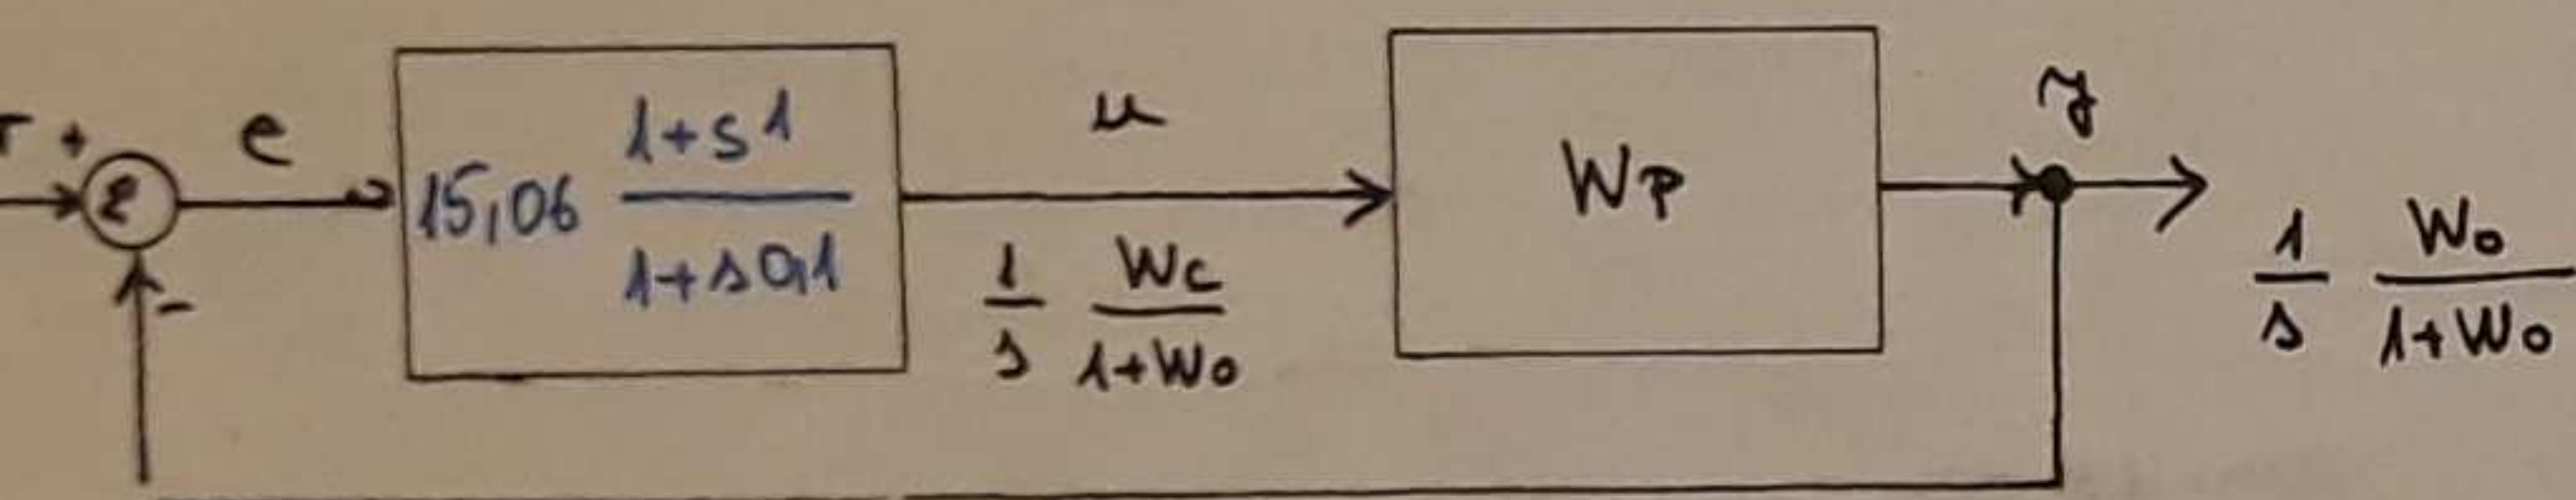 r + e
Σ
-
15,06 1+s1 / 1+s0,1
u
1/s Wc/1+Wo
Wp
y
1/s Wo/1+Wo